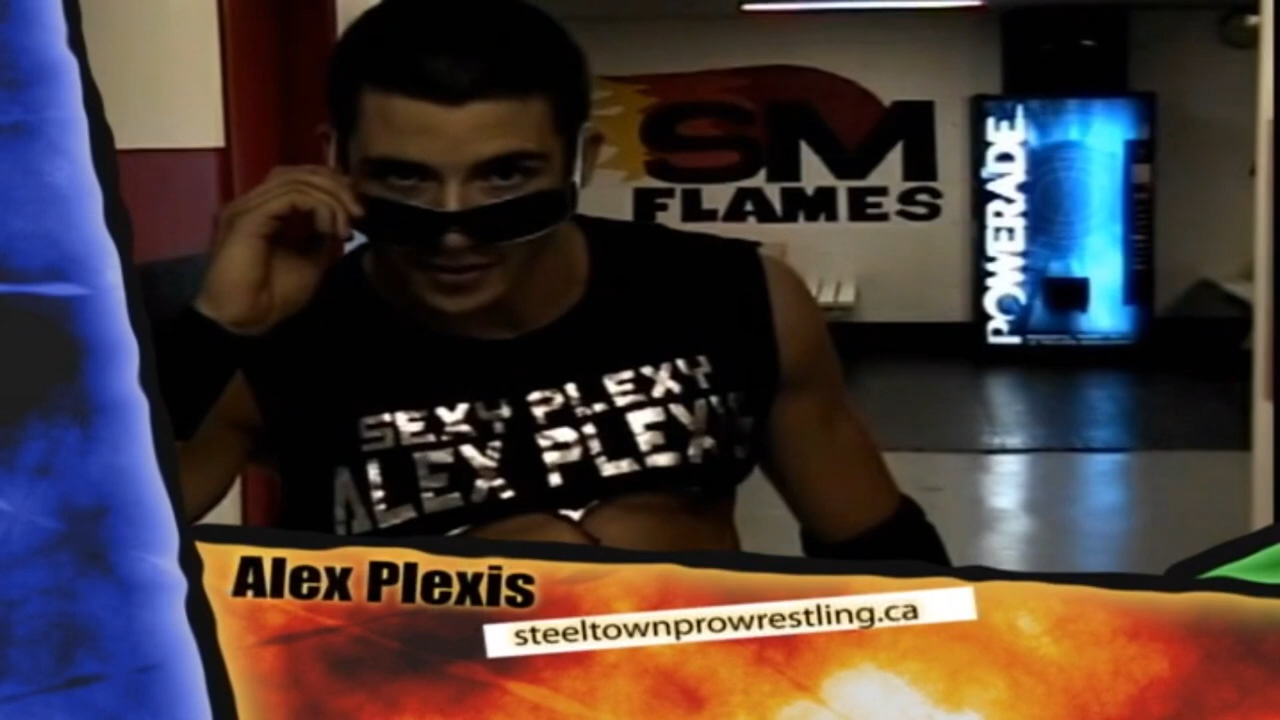 SM
FLAMES
POWERADE
SEXY PLEXY
ALEX PLEXIS
Alex Plexis
steeltownprowrestling.ca